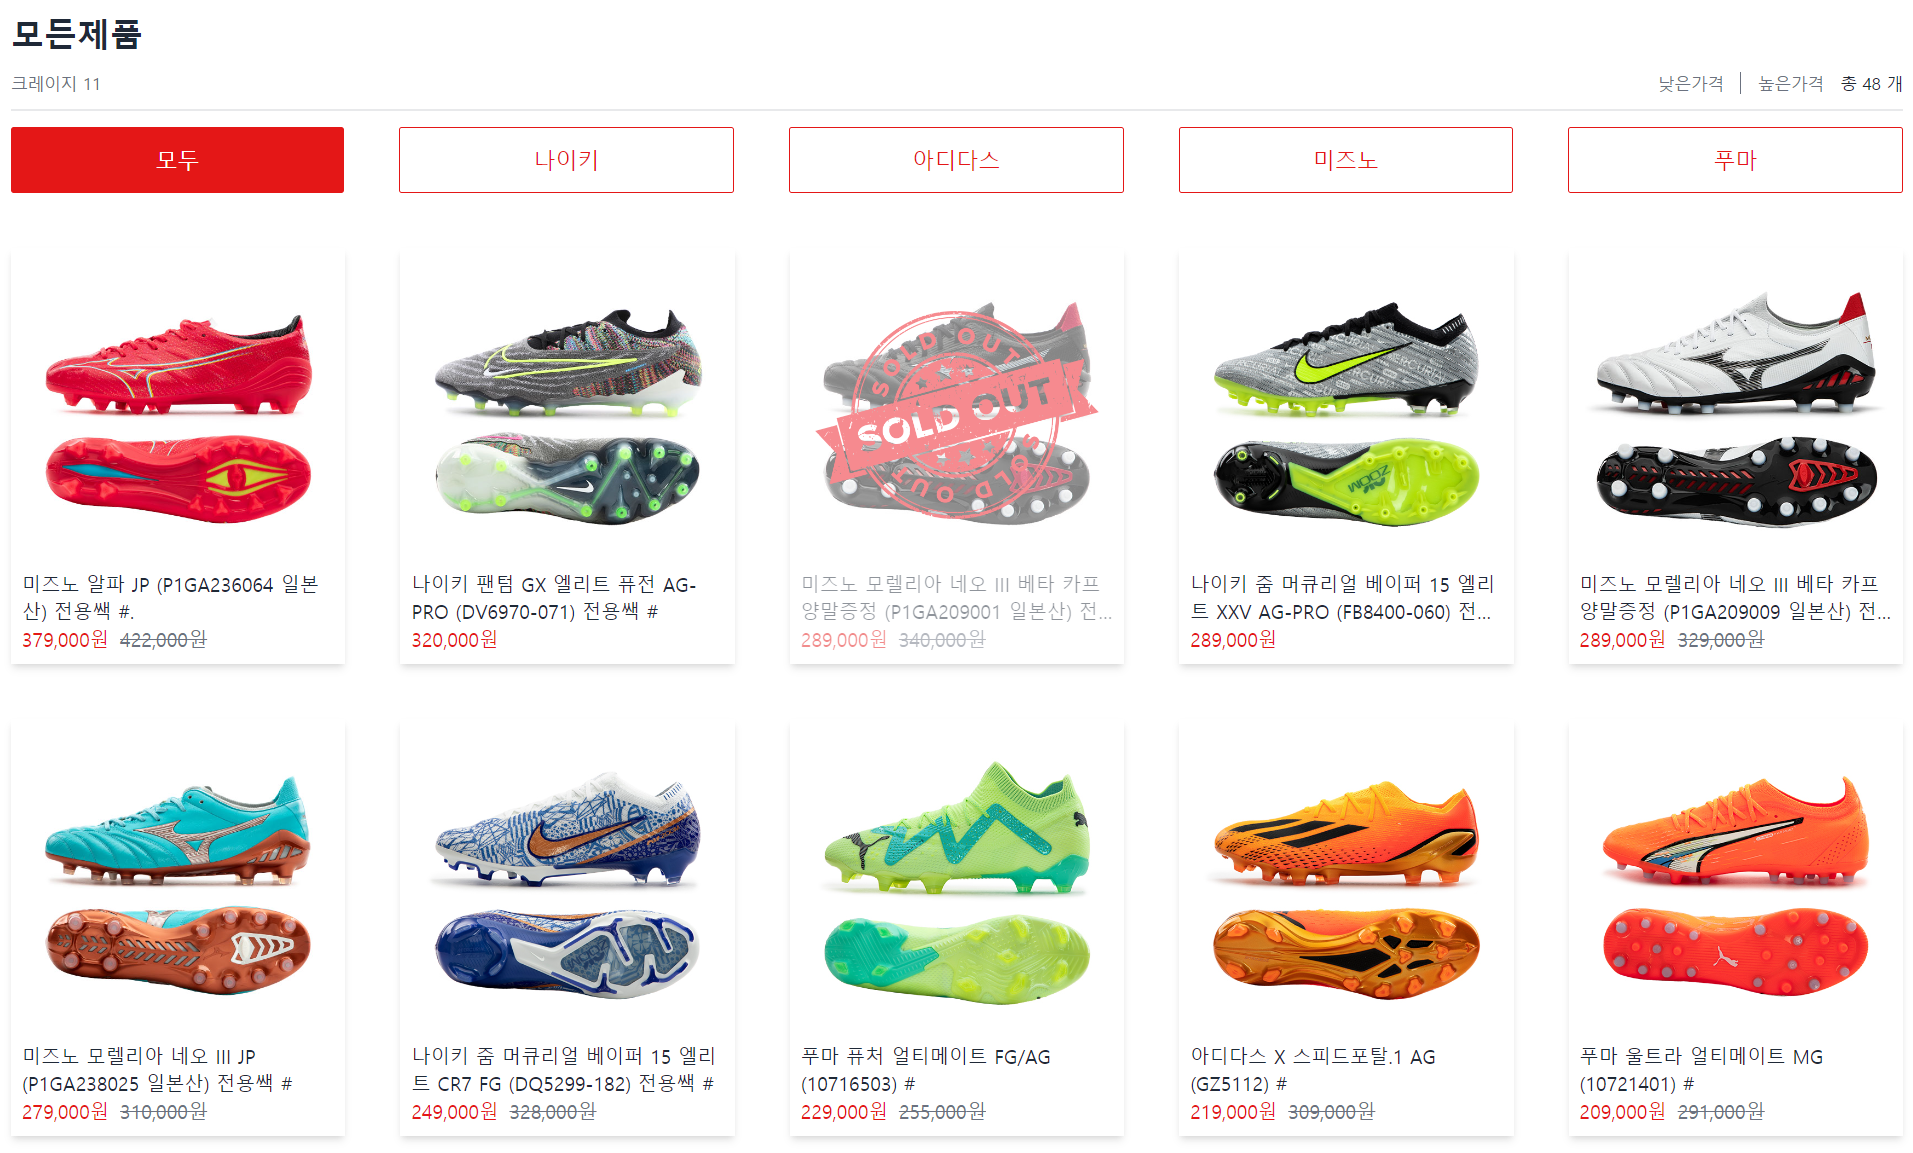 모든제품
크레이지 11
낮은가격 높은가격 총 48 개
모두
나이키
아디다스
미즈노
푸마
미즈노 알파 JP (P1GA236064 일본
산) 전용쌕 #.
379,000원 422,000원
나이키 팬텀 GX 엘리트 퓨전 AG-
PRO (DV6970-071) 전용쌕 #
320,000원
SOLD OUT
SOLD OUT
SOLD OUT
미즈노 모렐리아 네오 III 베타 카프
양말증정 (P1GA209001 일본산) 전...
289,000원 340,000원
나이키 줌 머큐리얼 베이퍼 15 엘리
트 XXV AG-PRO (FB8400-060) 전...
289,000원
ZOOM
미즈노 모렐리아 네오 III 베타 카프
양말증정 (P1GA209009 일본산) 전...
289,000원 329,000원
미즈노 모렐리아 네오 III JP
(P1GA238025 일본산) 전용쌕 #
279,000원 310,000원
나이키 줌 머큐리얼 베이퍼 15 엘리
트 CR7 FG (DQ5299-182) 전용쌕 #
249,000원 328,000원
푸마 퓨처 얼티메이트 FG/AG
(10716503) #
229,000원 255,000원
아디다스 X 스피드포탈.1 AG
(GZ5112) #
219,000원 309,000원
푸마 울트라 얼티메이트 MG
(10721401) #
209,000원 291,000원